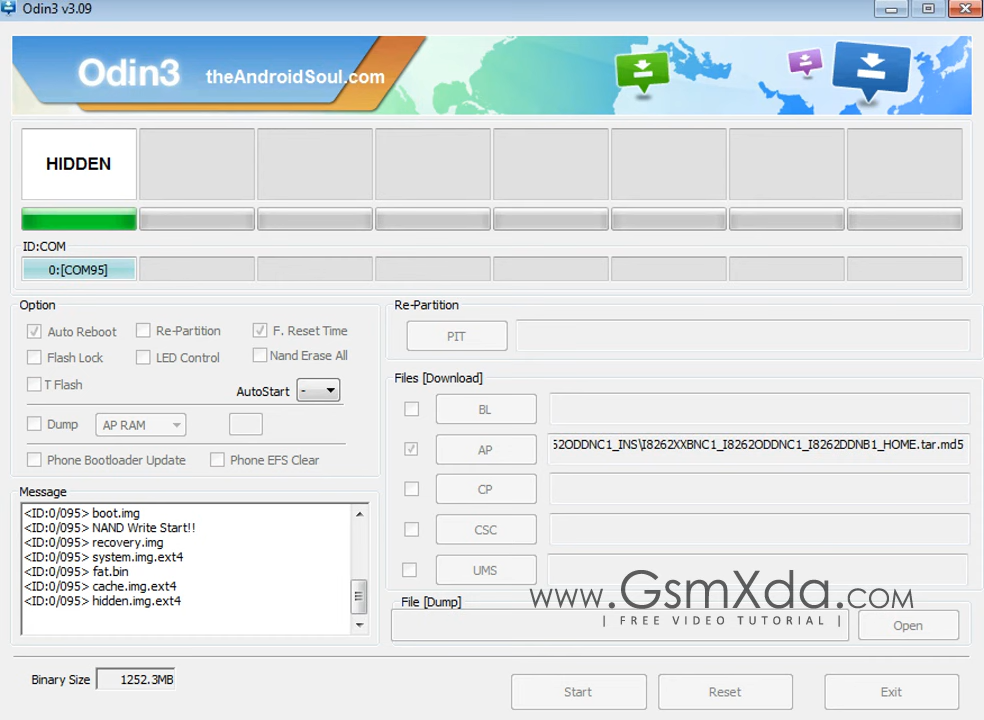 Odin3 v3.09
Odin3 theAndroidSoul.com
HIDDEN
ID:COM
0:[COM95]
Option
Auto Reboot Re-Partition F. Reset Time
Flash Lock LED Control Nand Erase All
T Flash
AutoStart -
Dump AP RAM
Phone Bootloader Update Phone EFS Clear
Message
<ID:0/095> boot.img
<ID:0/095> NAND Write Start!!
<ID:0/095> recovery.img
<ID:0/095> system.img.ext4
<ID:0/095> fat.bin
<ID:0/095> cache.img.ext4
<ID:0/095> hidden.img.ext4
Re-Partition
PIT
Files [Download]
BL
AP 62ODDNC1_INS\I8262XXBNC1_I8262ODDNC1_I8262DDNB1_HOME.tar.md5
CP
CSC
UMS
www.GsmXda.com
| FREE VIDEO TUTORIAL |
File [Dump]
Open
Binary Size 1252.3MB
Start Reset Exit